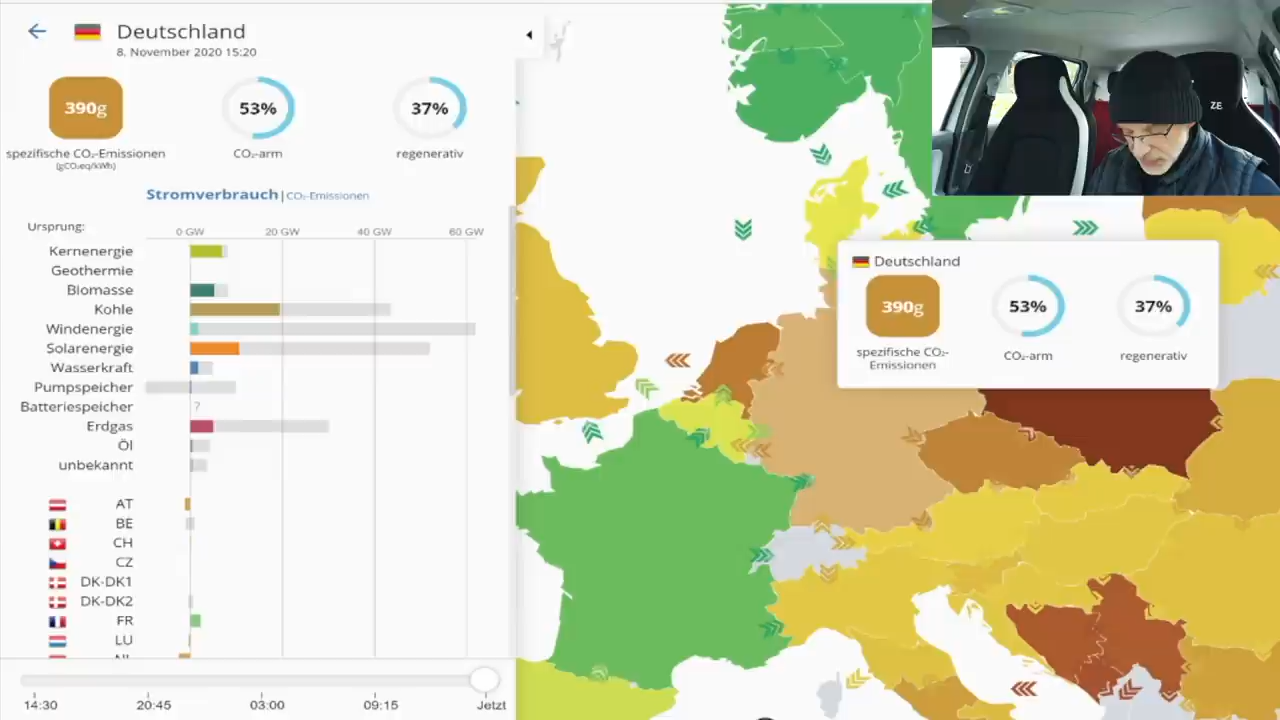 Deutschland
8. November 2020 15:20
390g
53%
37%
spezifische CO₂-Emissionen
(gCO₂eq/kWh)
CO₂-arm
regenerativ
Stromverbrauch|CO₂-Emissionen
Ursprung:
0 GW 20 GW 40 GW 60 GW
Kernenergie
Geothermie
Biomasse
Kohle
Windenergie
Solarenergie
Wasserkraft
Pumpspeicher
Batteriespeicher ?
Erdgas
Öl
unbekannt
AT
BE
CH
CZ
DK-DK1
DK-DK2
FR
LU
14:30 20:45 03:00 09:15 Jetzt
ZE
Deutschland
390g
53%
37%
spezifische CO₂-
Emissionen
CO₂-arm
regenerativ